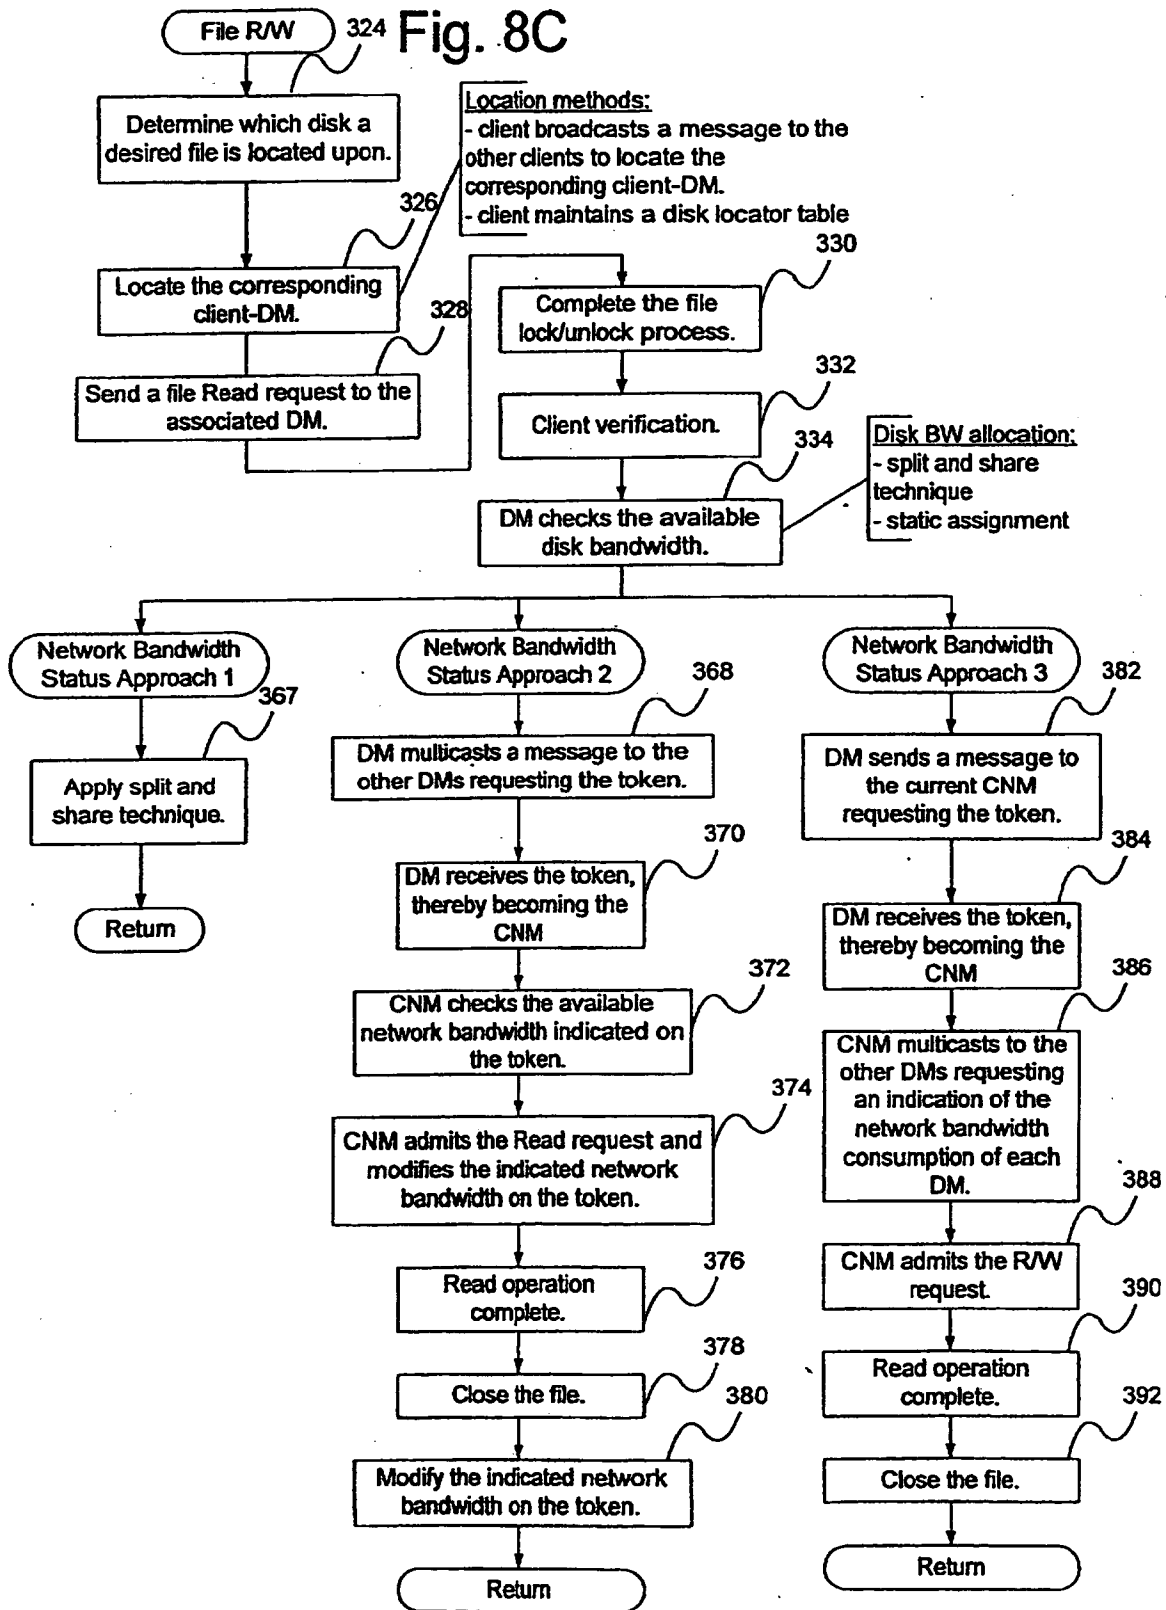 File R/W
324
Fig. 8C
Determine which disk a
desired file is located upon.
Location methods:
- client broadcasts a message to the
other clients to locate the
corresponding client-DM.
- client maintains a disk locator table
326
Locate the corresponding
client-DM.
328
Send a file Read request to the
associated DM.
330
Complete the file
lock/unlock process.
332
Client verification.
334
DM checks the available
disk bandwidth.
Disk BW allocation:
- split and share
technique
- static assignment
Network Bandwidth
Status Approach 1
367
Apply split and
share technique.
Return
Network Bandwidth
Status Approach 2
368
DM multicasts a message to the
other DMs requesting the token.
370
DM receives the token,
thereby becoming the
CNM
372
CNM checks the available
network bandwidth indicated on
the token.
374
CNM admits the Read request and
modifies the indicated network
bandwidth on the token.
376
Read operation
complete.
378
Close the file.
380
Modify the indicated network
bandwidth on the token.
Return
Network Bandwidth
Status Approach 3
382
DM sends a message to
the current CNM
requesting the token.
384
DM receives the token,
thereby becoming the
CNM
386
CNM multicasts to the
other DMs requesting
an indication of the
network bandwidth
consumption of each
DM.
388
CNM admits the R/W
request.
390
Read operation
complete.
392
Close the file.
Return